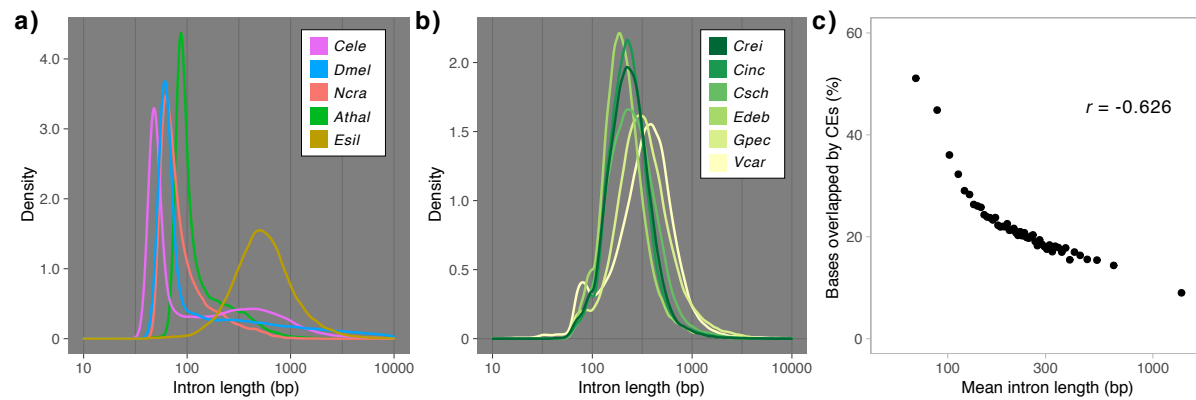 a)
4.0
3.0
2.0
1.0
0
Density
10
100
1000
10000
Intron length (bp)
Cele
Dmel
Ncra
Athal
Esil
b)
2.0
1.5
1.0
0.5
0
Density
10
100
1000
10000
Intron length (bp)
Crei
Cinc
Csch
Edeb
Gpec
Vcar
c)
60
40
20
0
Bases overlapped by CEs (%)
r = -0.626
100
300
1000
Mean intron length (bp)